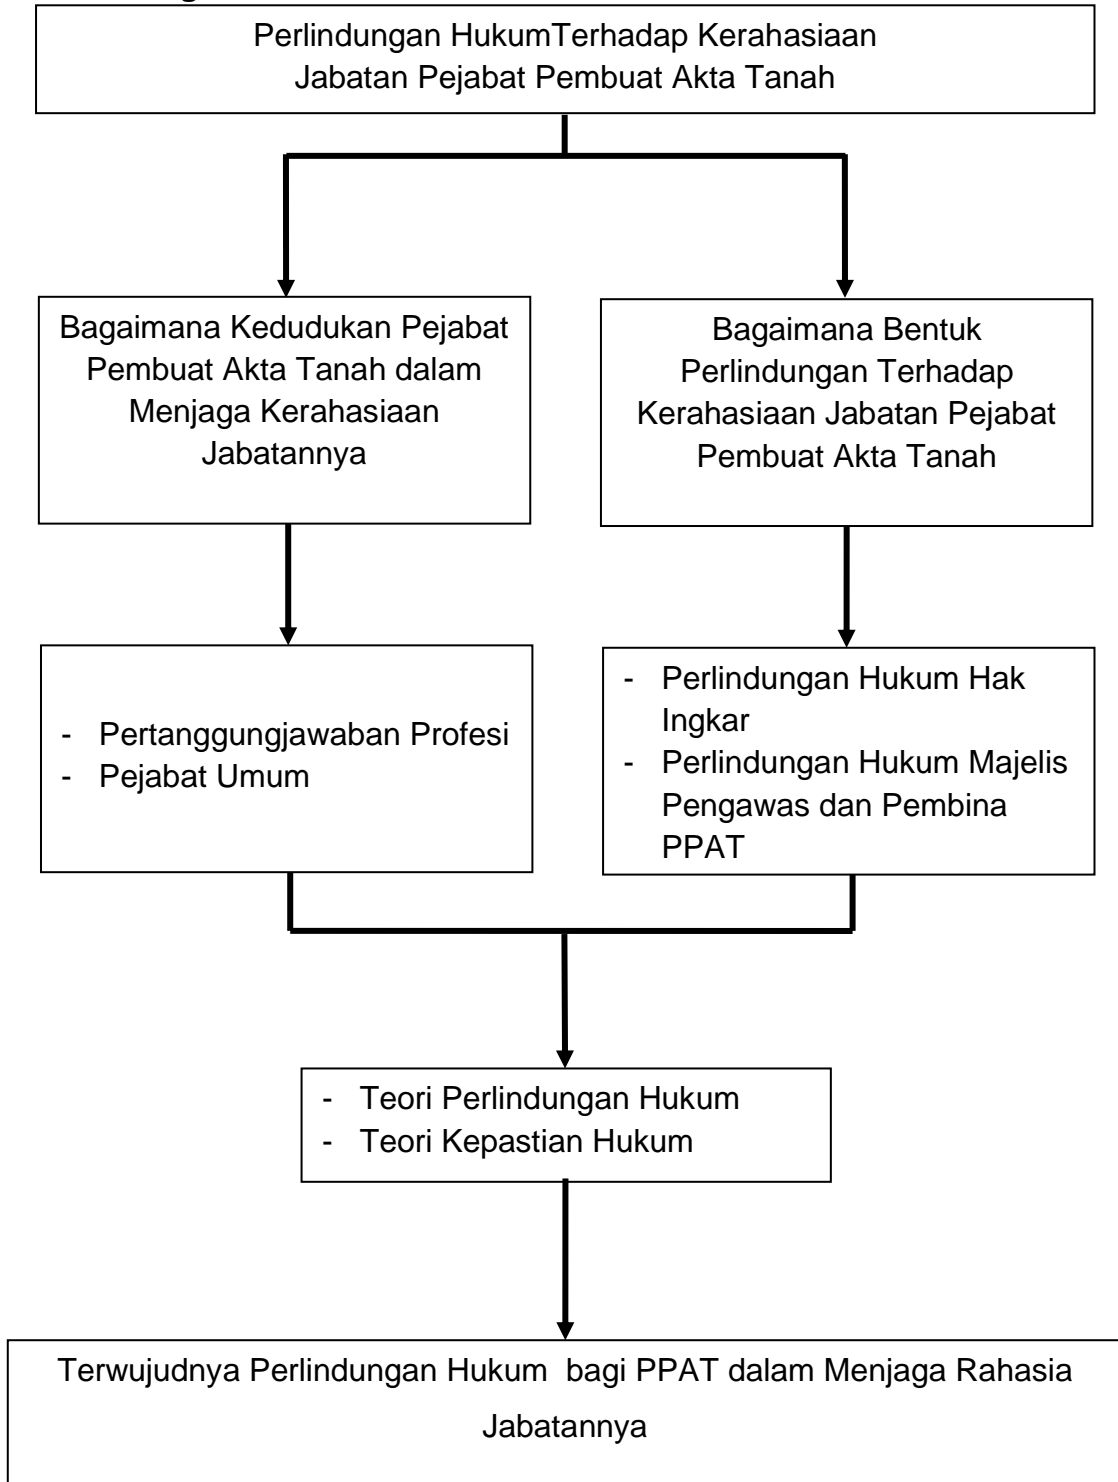 Perlindungan HukumTerhadap Kerahasiaan
Jabatan Pejabat Pembuat Akta Tanah
Bagaimana Kedudukan Pejabat
Pembuat Akta Tanah dalam
Menjaga Kerahasiaan
Jabatannya
Bagaimana Bentuk
Perlindungan Terhadap
Kerahasiaan Jabatan Pejabat
Pembuat Akta Tanah
- Pertanggungjawaban Profesi
- Pejabat Umum
- Perlindungan Hukum Hak
Ingkar
- Perlindungan Hukum Majelis
Pengawas dan Pembina
PPAT
- Teori Perlindungan Hukum
- Teori Kepastian Hukum
Terwujudnya Perlindungan Hukum  bagi PPAT dalam Menjaga Rahasia
Jabatannya